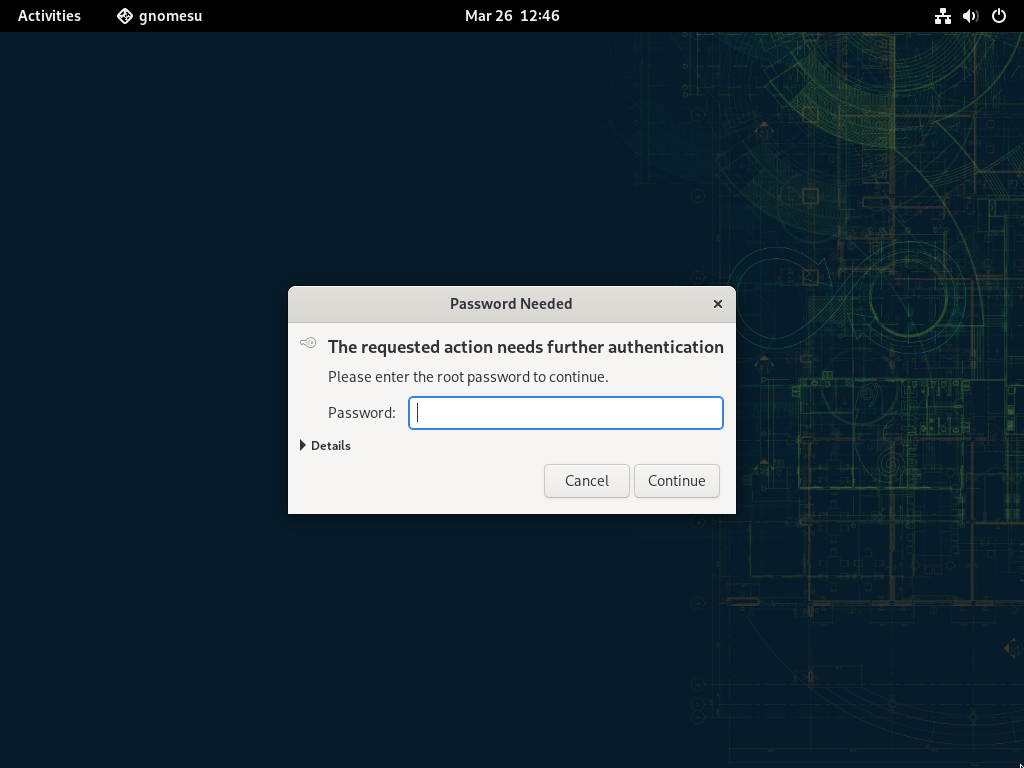 Activities gnomesu Mar 26 12:46
Password Needed
The requested action needs further authentication
Please enter the root password to continue.
Password:
Details
Cancel Continue